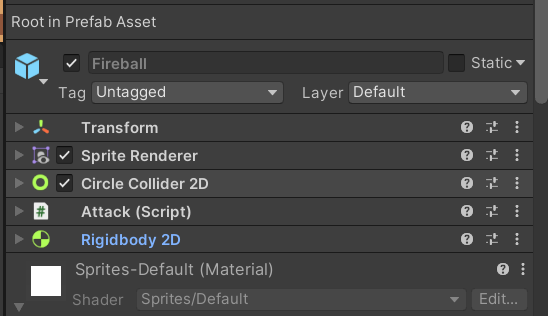 Root in Prefab Asset
Fireball Static
Tag Untagged Layer Default
Transform
Sprite Renderer
Circle Collider 2D
# Attack (Script)
Rigidbody 2D
Sprites-Default (Material)
Shader Sprites/Default Edit...